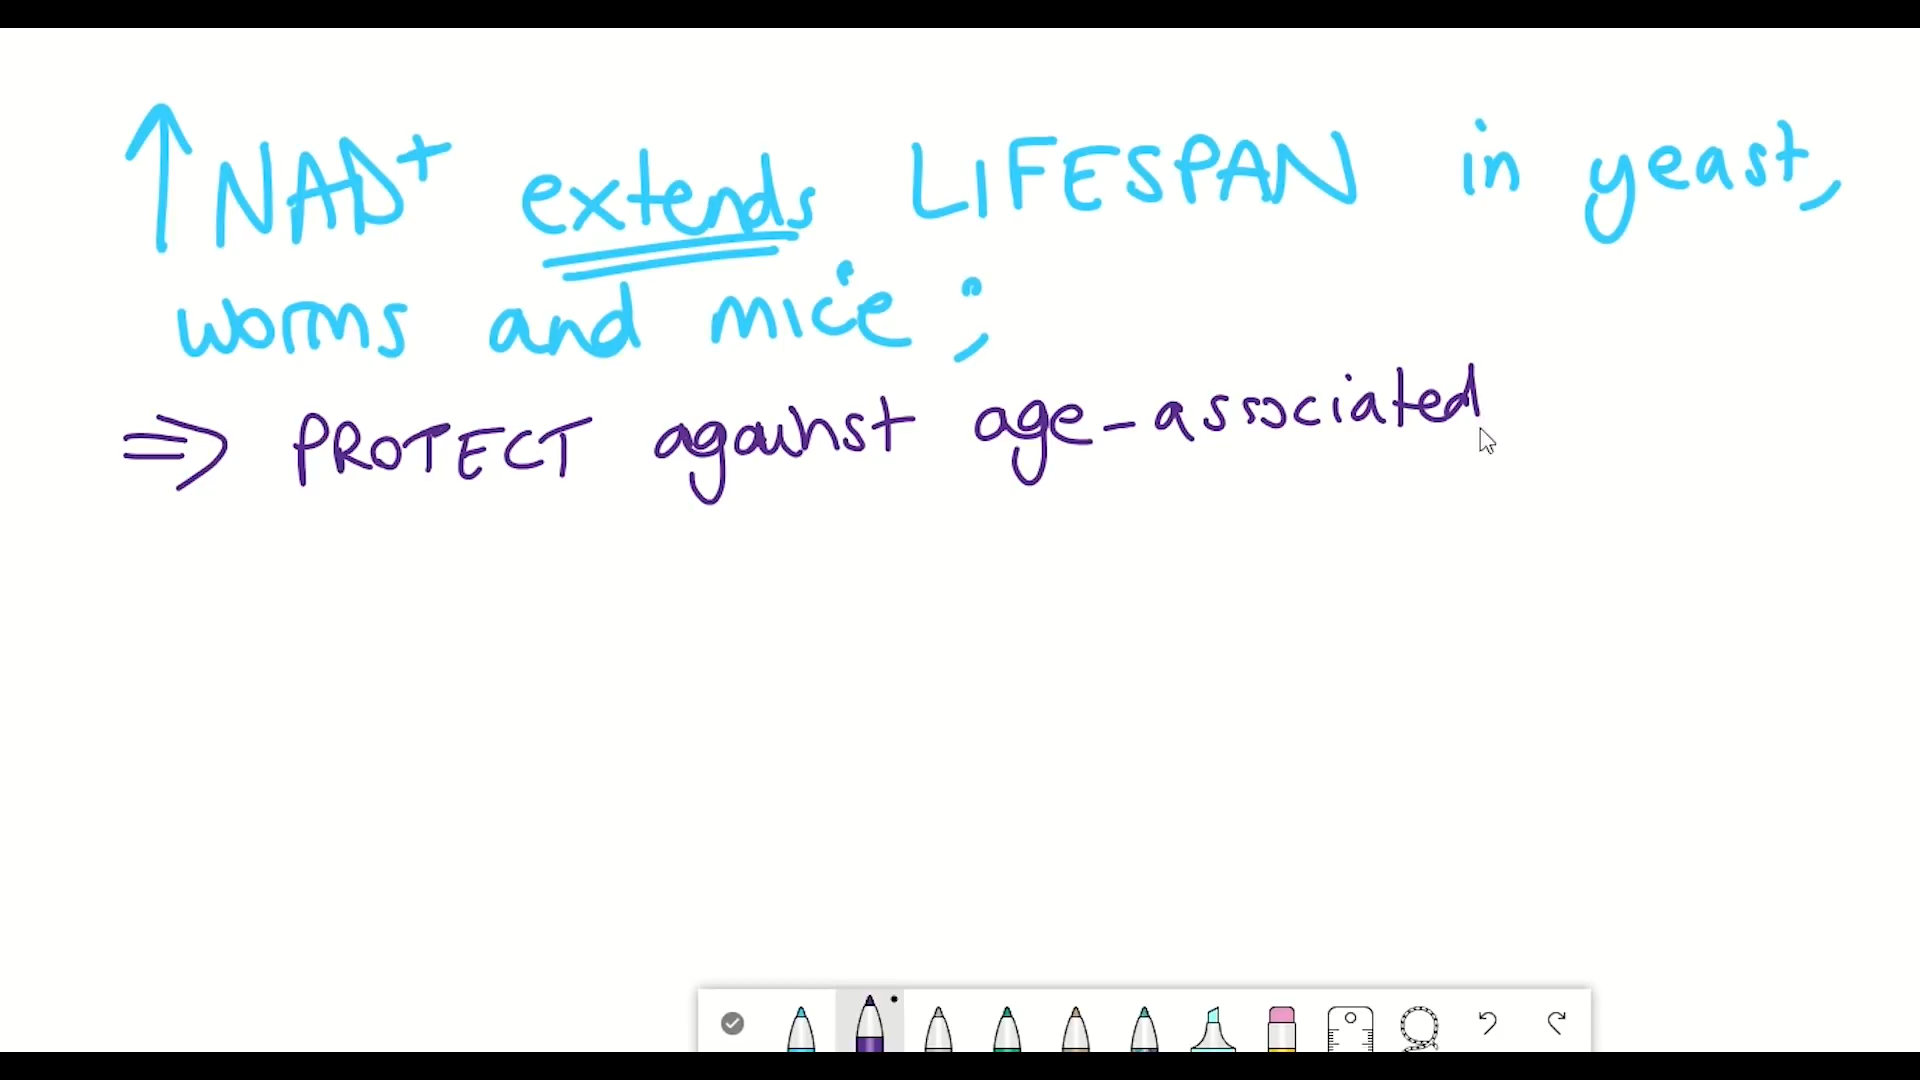 ↑ NAD+ extends LIFESPAN in yeast,
worms and mice ;
⇒ PROTECT against age-associated